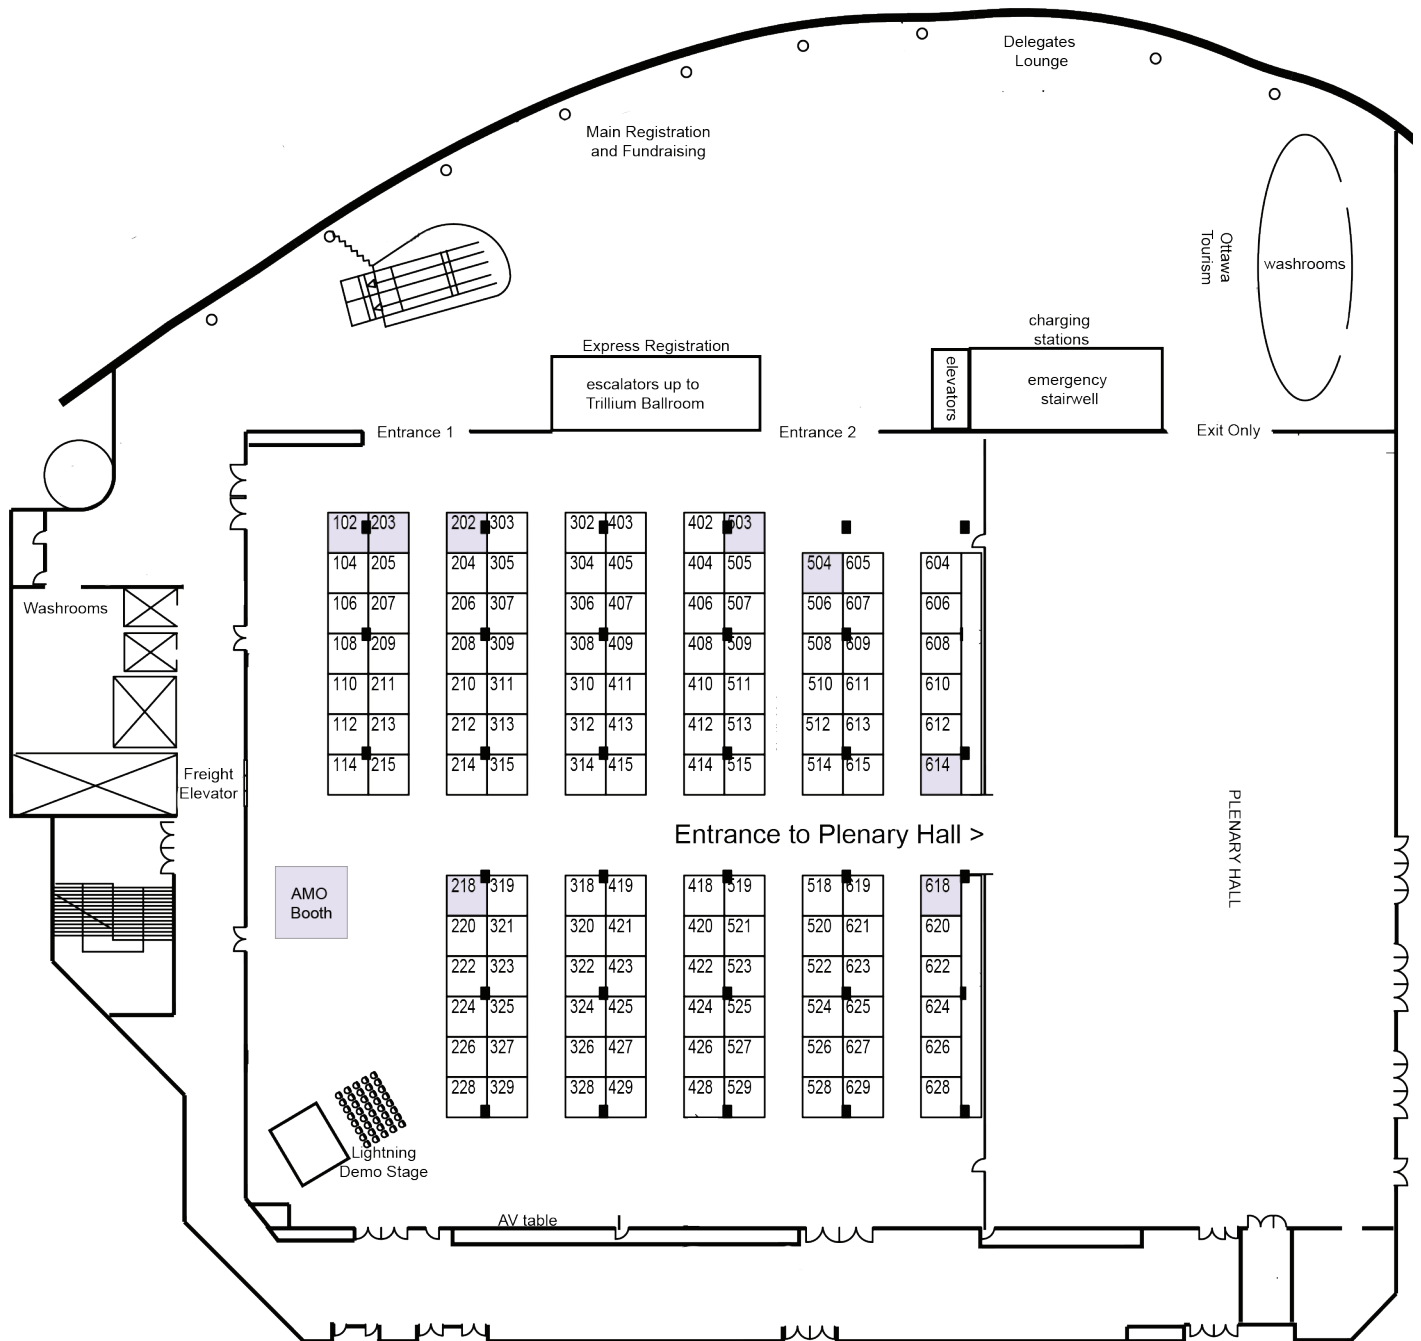 Delegates
Lounge
Main Registration
and Fundraising
Ottawa
Tourism
washrooms
charging
stations
Express Registration
escalators up to
Trillium Ballroom
elevators
emergency
stairwell
Entrance 1
Entrance 2
Exit Only
102 203 202 303 302 403 402 503
104 205 204 305 304 405 404 505 504 605 604
106 207 206 307 306 407 406 507 506 607 606
Washrooms
108 209 208 309 308 409 408 509 508 609 608
110 211 210 311 310 411 410 511 510 611 610
112 213 212 313 312 413 412 513 512 613 612
114 215 214 315 314 415 414 515 514 615 614
Freight
Elevator
Entrance to Plenary Hall >
PLENARY HALL
AMO
Booth
218 319 318 419 418 519 518 619 618
220 321 320 421 420 521 520 621 620
222 323 322 423 422 523 522 623 622
224 325 324 425 424 525 524 625 624
226 327 326 427 426 527 526 627 626
228 329 328 429 428 529 528 629 628
Lightning
Demo Stage
AV table